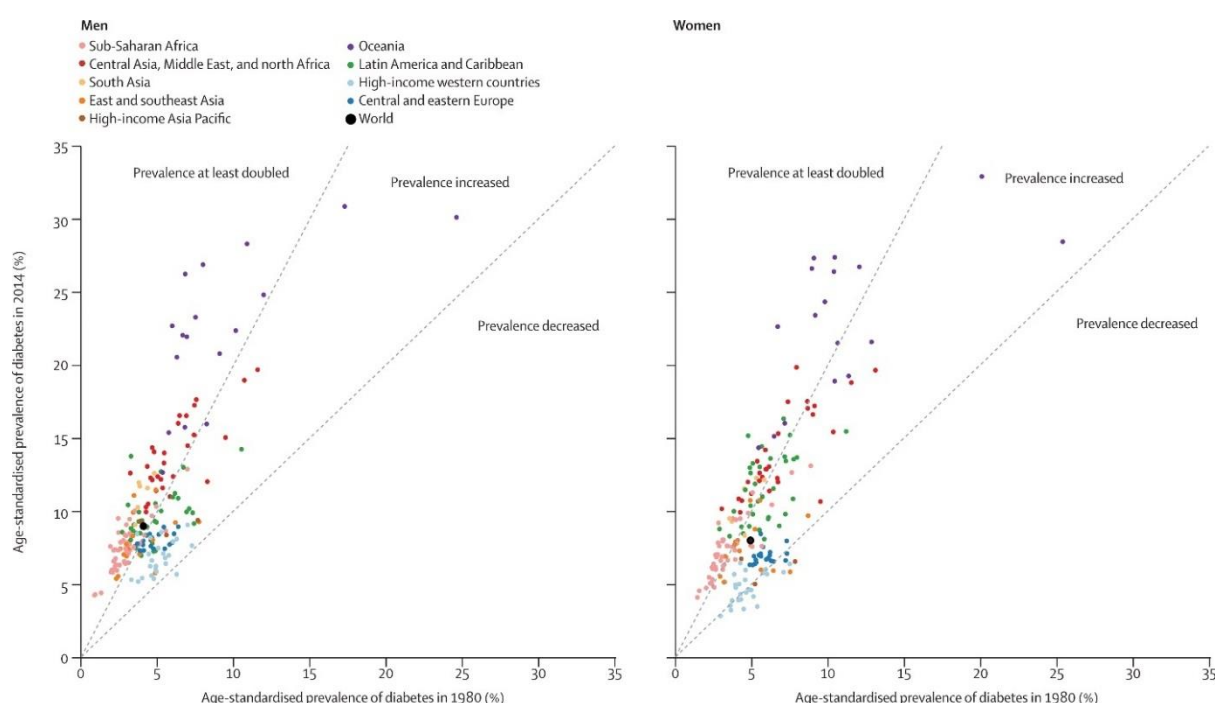 Men
Sub-Saharan Africa
Central Asia, Middle East, and north Africa
South Asia
East and southeast Asia
High-income Asia Pacific
Oceania
Latin America and Caribbean
High-income western countries
Central and eastern Europe
World
Prevalence at least doubled
Prevalence increased
Prevalence decreased
35
30
25
20
15
10
5
0
Age-standardised prevalence of diabetes in 2014 (%)
0 5 10 15 20 25 30 35
Age-standardised prevalence of diabetes in 1980 (%)
Women
Prevalence at least doubled
Prevalence increased
Prevalence decreased
0 5 10 15 20 25 30 35
Age-standardised prevalence of diabetes in 1980 (%)